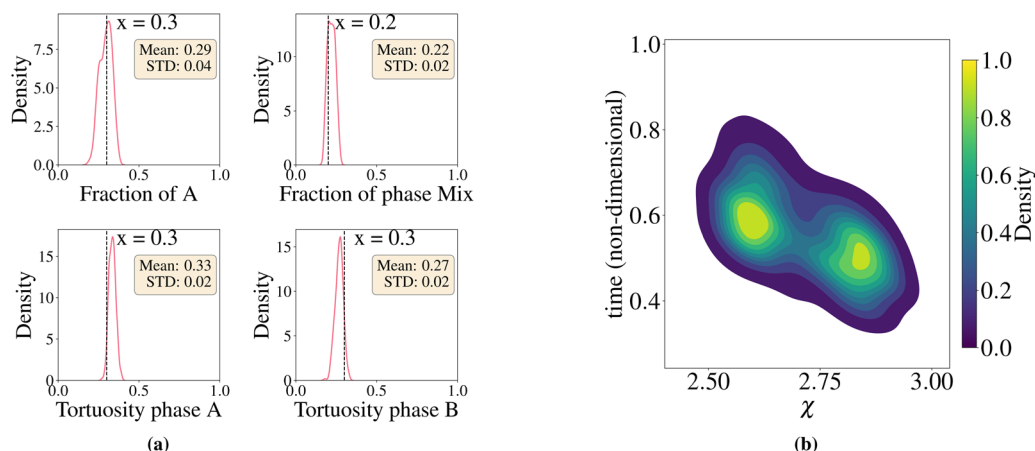 x = 0.3
Mean: 0.29
STD: 0.04
Density
7.5
5.0
2.5
0.0
0.0 0.5 1.0
Fraction of A
x = 0.2
Mean: 0.22
STD: 0.02
Density
10
5
0
0.0 0.5 1.0
Fraction of phase Mix
x = 0.3
Mean: 0.33
STD: 0.02
Density
15
10
5
0
0.0 0.5 1.0
Tortuosity phase A
x = 0.3
Mean: 0.27
STD: 0.02
Density
15
10
5
0
0.0 0.5 1.0
Tortuosity phase B
(a)
time (non-dimensional)
1.0
0.8
0.6
0.4
2.50 2.75 3.00
χ
1.0
0.8
0.6
0.4
0.2
0.0
Density
(b)